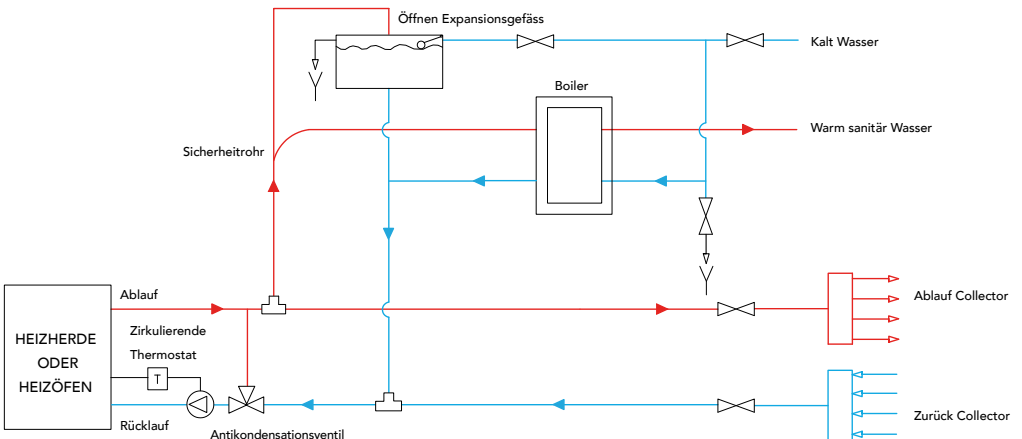 Öffnen Expansionsgefäss
Kalt Wasser
Boiler
Warm sanitär Wasser
Sicherheitrohr
Ablauf
Ablauf Collector
Zirkulierende
Thermostat
HEIZHERDE
ODER
HEIZÖFEN
T
Rücklauf
Antikondensationsventil
Zurück Collector